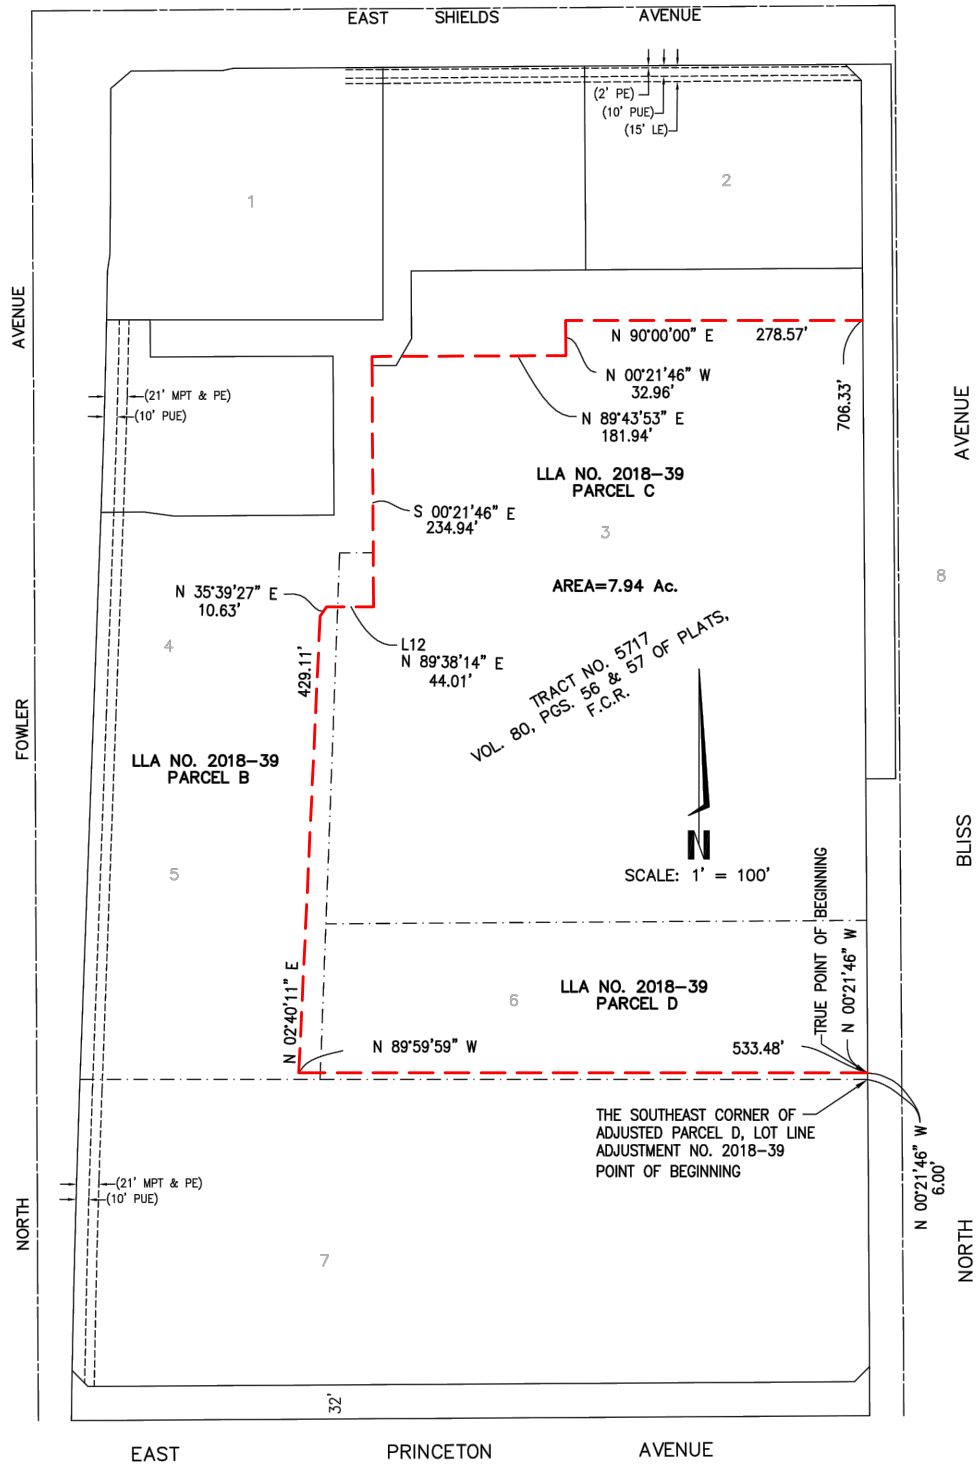 EAST SHIELDS AVENUE
(2' PE)
(10' PUE)
(15' LE)
1
2
AVENUE
FOWLER
NORTH
N 90°00'00" E 278.57'
N 00°21'46" W
32.96'
N 89°43'53" E
181.94'
706.33'
(21' MPT & PE)
(10' PUE)
LLA NO. 2018-39
PARCEL C
S 00°21'46" E
234.94'
3
AVENUE
BLISS
NORTH
8
AREA=7.94 Ac.
N 35°39'27" E
10.63'
L12
N 89°38'14" E
44.01'
4
429.11'
TRACT NO. 5717
VOL. 80, PGS. 56 & 57 OF PLATS,
F.C.R.
LLA NO. 2018-39
PARCEL B
N
SCALE: 1' = 100'
5
TRUE POINT OF BEGINNING
N 00°21'46" W
N 02°40'11" E
LLA NO. 2018-39
PARCEL D
6
N 89°59'59" W
533.48'
THE SOUTHEAST CORNER OF
ADJUSTED PARCEL D, LOT LINE
ADJUSTMENT NO. 2018-39
POINT OF BEGINNING
N 00°21'46" W
6.00'
(21' MPT & PE)
(10' PUE)
7
32'
EAST PRINCETON AVENUE